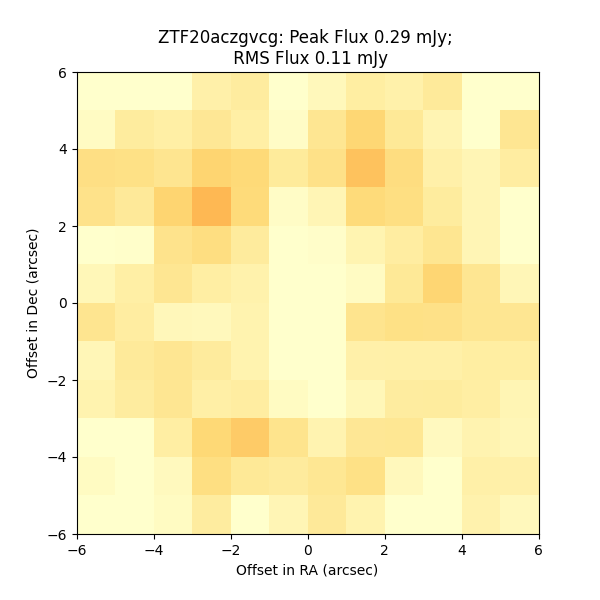 ZTF20aczgvcg: Peak Flux 0.29 mJy;
RMS Flux 0.11 mJy
6
4
2
0
−2
−4
−6
Offset in Dec (arcsec)
−6 −4 −2 0 2 4 6
Offset in RA (arcsec)